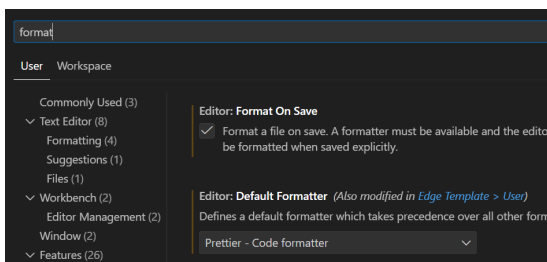 format
User Workspace
Commonly Used (3)
Text Editor (8)
Formatting (4)
Suggestions (1)
Files (1)
Workbench (2)
Editor Management (2)
Window (2)
Features (26)
Editor: Format On Save
Format a file on save. A formatter must be available and the edito
be formatted when saved explicitly.
Editor: Default Formatter (Also modified in Edge Template > User)
Defines a default formatter which takes precedence over all other form
Prettier - Code formatter